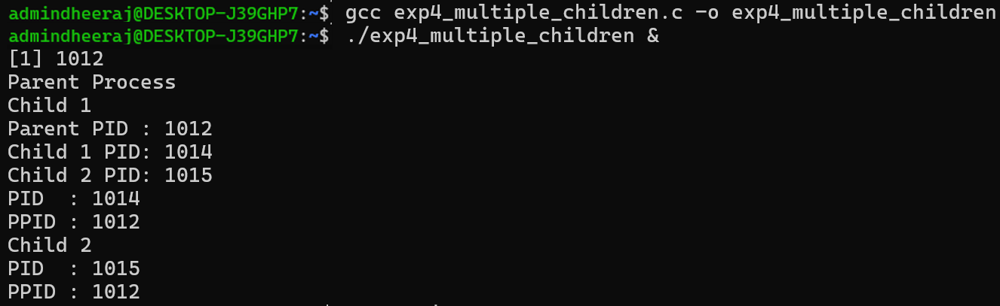 admindheeraj@DESKTOP-J39GHP7:~$ gcc exp4_multiple_children.c -o exp4_multiple_children
admindheeraj@DESKTOP-J39GHP7:~$ ./exp4_multiple_children &
[1] 1012
Parent Process
Child 1
Parent PID : 1012
Child 1 PID: 1014
Child 2 PID: 1015
PID  : 1014
PPID : 1012
Child 2
PID  : 1015
PPID : 1012